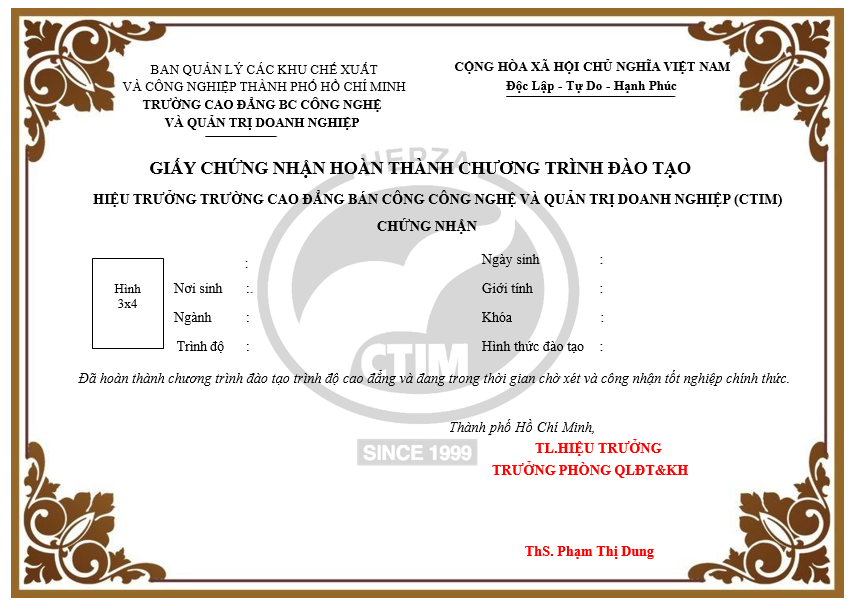 BAN QUẢN LÝ CÁC KHU CHẾ XUẤT
VÀ CÔNG NGHIỆP THÀNH PHỐ HỒ CHÍ MINH
TRƯỜNG CAO ĐẲNG BC CÔNG NGHỆ
VÀ QUẢN TRỊ DOANH NGHIỆP
CỘNG HÒA XÃ HỘI CHỦ NGHĨA VIỆT NAM
Độc Lập - Tự Do - Hạnh Phúc
HEPZA
GIẤY CHỨNG NHẬN HOÀN THÀNH CHƯƠNG TRÌNH ĐÀO TẠO
HIỆU TRƯỞNG TRƯỜNG CAO ĐẲNG BÁN CÔNG CÔNG NGHỆ VÀ QUẢN TRỊ DOANH NGHIỆP (CTIM)
CHỨNG NHẬN
Hình
3x4
: Ngày sinh :
Nơi sinh :. Giới tính :
Ngành : Khóa :
Trình độ : Hình thức đào tạo :
CTIM
Đã hoàn thành chương trình đào tạo trình độ cao đẳng và đang trong thời gian chờ xét và công nhận tốt nghiệp chính thức.
Thành phố Hồ Chí Minh,
SINCE 1999
TL.HIỆU TRƯỞNG
TRƯỞNG PHÒNG QLĐT&KH
ThS. Phạm Thị Dung